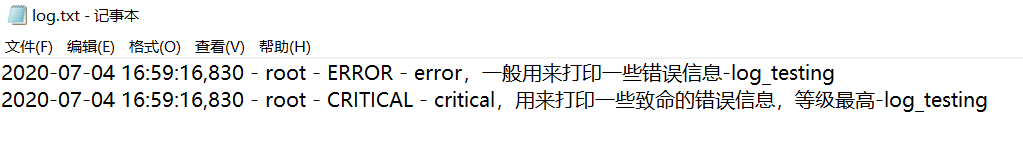 log.txt - 记事本
文件(F) 编辑(E) 格式(O) 查看(V) 帮助(H)
2020-07-04 16:59:16,830 - root - ERROR - error，一般用来打印一些错误信息-log_testing
2020-07-04 16:59:16,830 - root - CRITICAL - critical，用来打印一些致命的错误信息，等级最高-log_testing